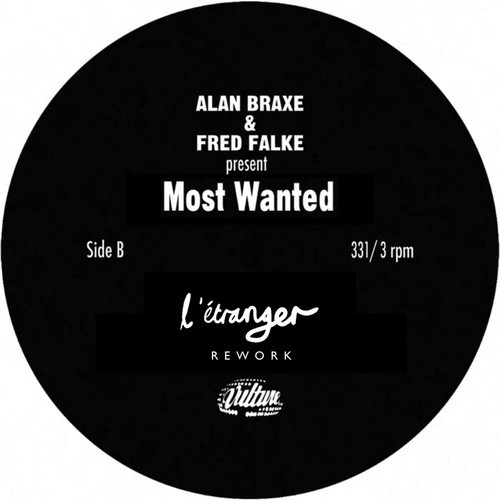 ALAN BRAXE
&
FRED FALKE
present
Most Wanted
Side B 331/3 rpm
l'étranger
REWORK
Vulture